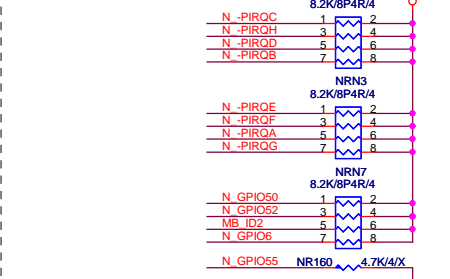 8.2K/8P4R/4
N_-PIRQC 1 2
N_-PIRQH 3 4
N_-PIRQD 5 6
N_-PIRQB 7 8
NRN3
8.2K/8P4R/4
N_-PIRQE 1 2
N_-PIRQF 3 4
N_-PIRQA 5 6
N_-PIRQG 7 8
NRN7
8.2K/8P4R/4
N_GPIO50 1 2
N_GPIO52 3 4
MB_ID2 5 6
N_GPIO6 7 8
N_GPIO55 NR160 4.7K/4/X